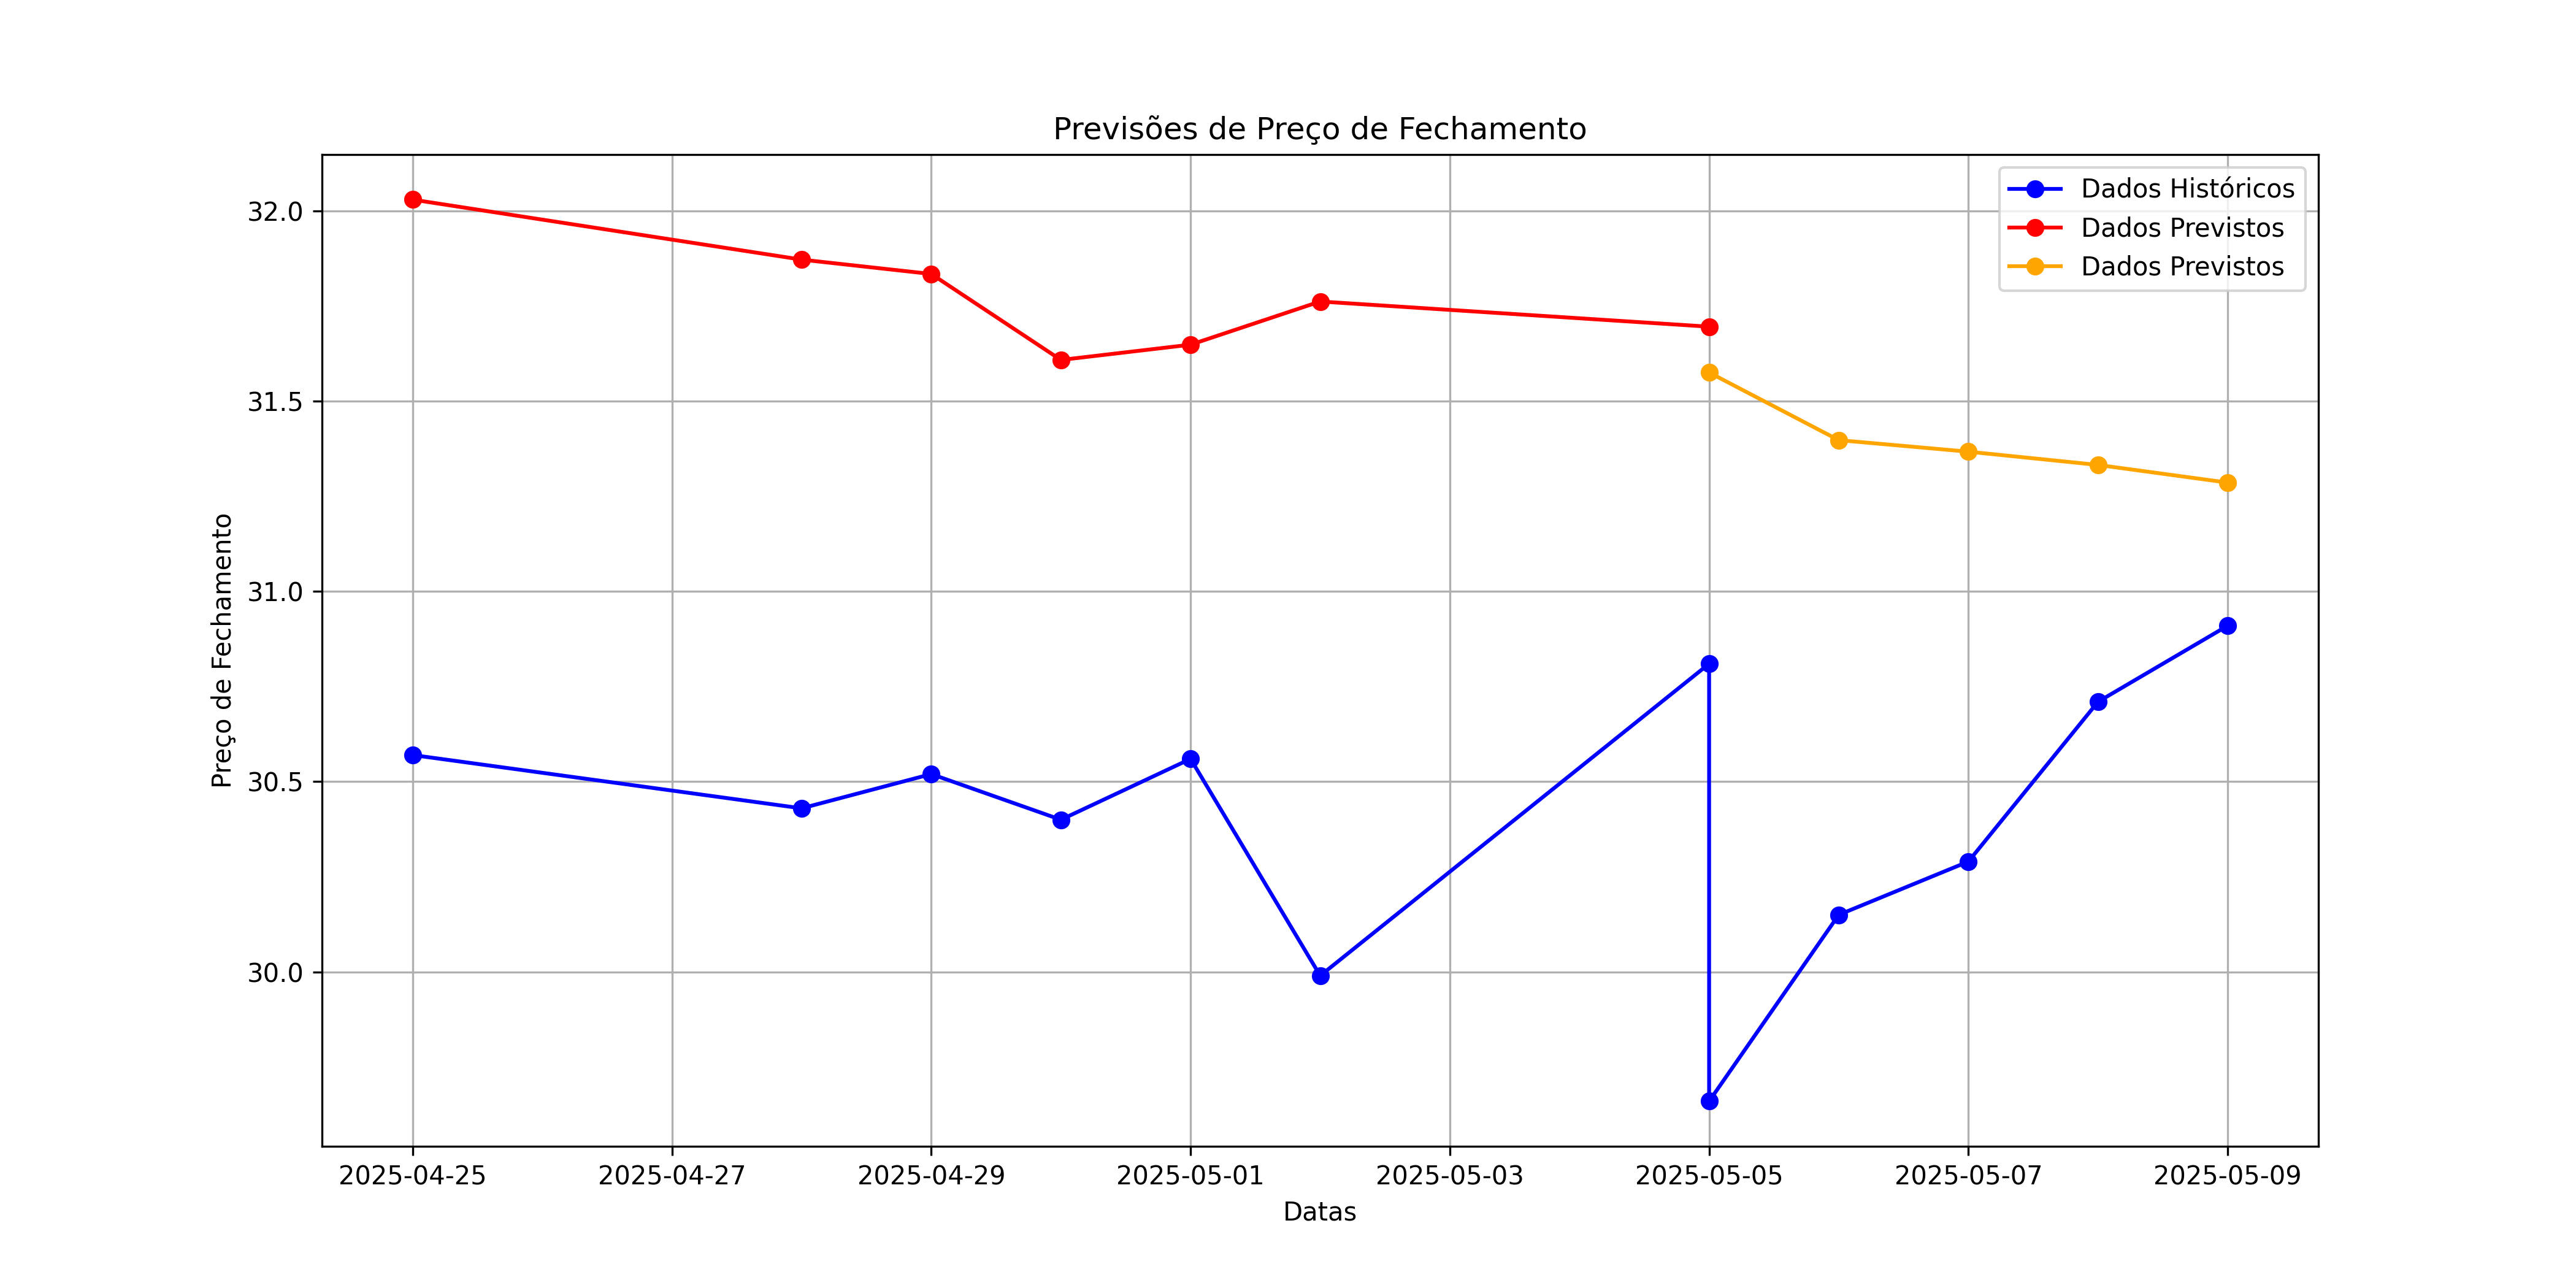 Previsões de Preço de Fechamento
Dados Históricos
Dados Previstos
Dados Previstos
Preço de Fechamento
32.0
31.5
31.0
30.5
30.0
2025-04-25
2025-04-27
2025-04-29
2025-05-01
2025-05-03
2025-05-05
2025-05-07
2025-05-09
Datas